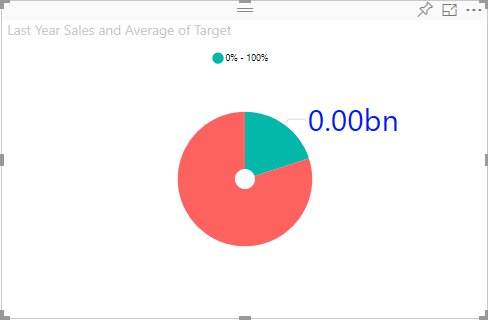 Last Year Sales and Average of Target
0% - 100%
0.00bn